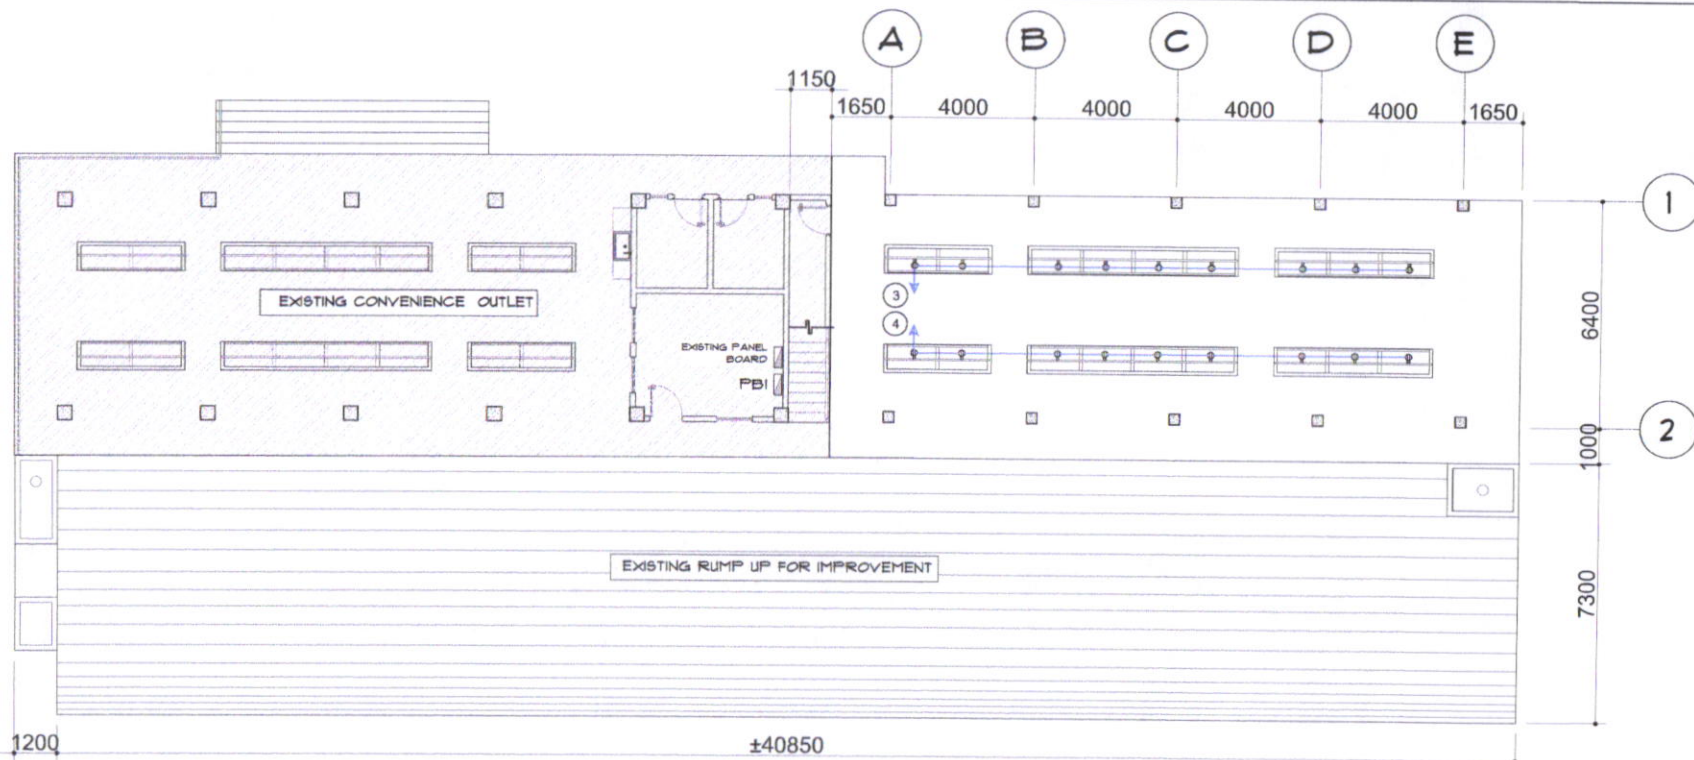 A B C D E
1150
1650 4000 4000 4000 4000 1650
1
EXISTING CONVENIENCE OUTLET
3
4
6400
EXISTING PANEL
BOARD
PB1
2
1000
EXISTING RUMP UP FOR IMPROVEMENT
7300
1200
±40850